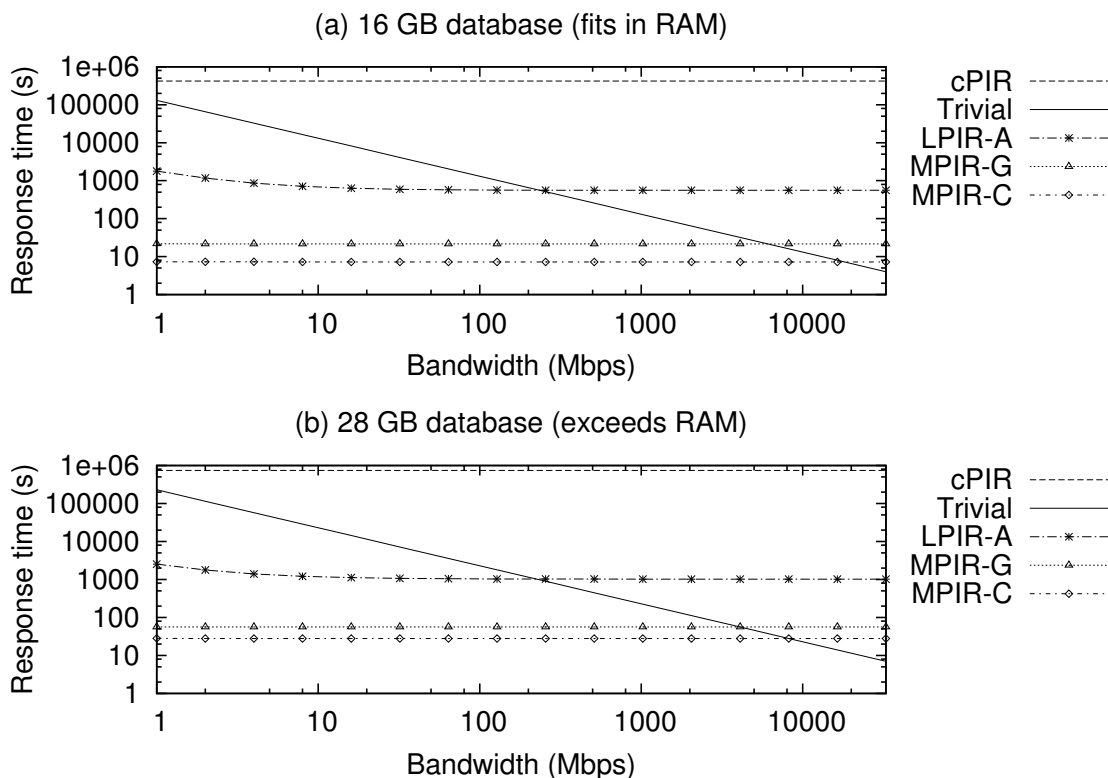 (a) 16 GB database (fits in RAM)
Response time (s)
1e+06
100000
10000
1000
100
10
1
1 10 100 1000 10000
Bandwidth (Mbps)
cPIR
Trivial
LPIR-A
MPIR-G
MPIR-C
(b) 28 GB database (exceeds RAM)
Response time (s)
1e+06
100000
10000
1000
100
10
1
1 10 100 1000 10000
Bandwidth (Mbps)
cPIR
Trivial
LPIR-A
MPIR-G
MPIR-C